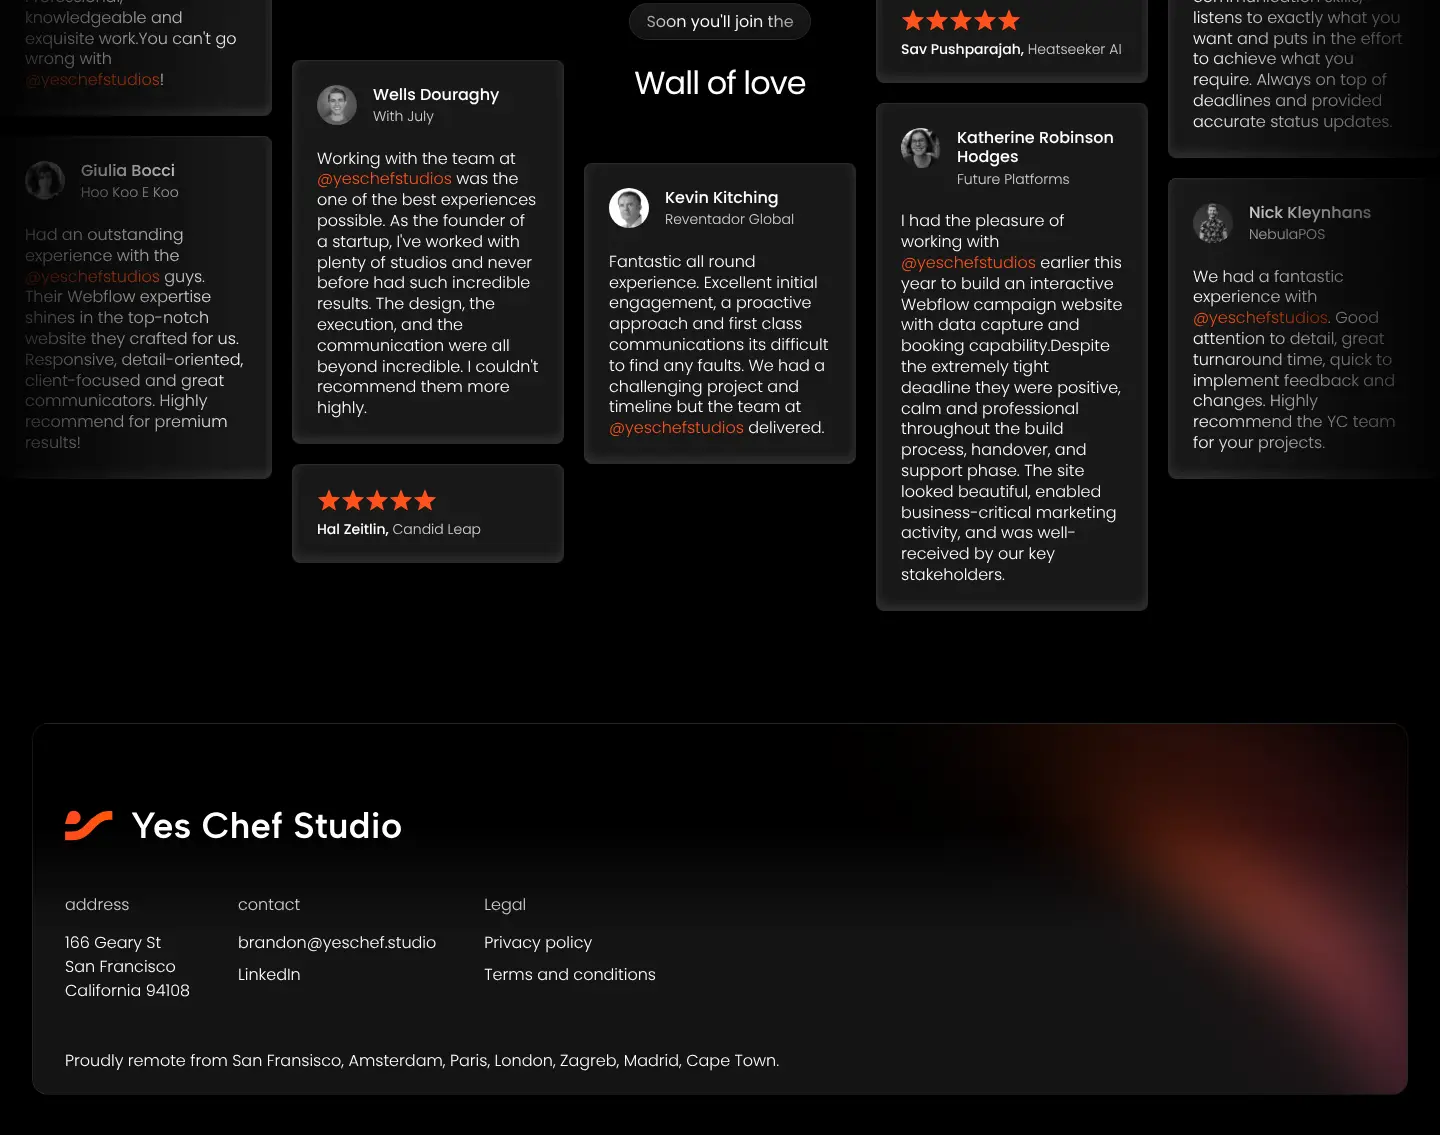 knowledgeable and
exquisite work.You can't go
wrong with
@yeschefstudios!
Giulia Bocci
Hoo Koo E Koo
Had an outstanding
experience with the
@yeschefstudios guys.
Their Webflow expertise
shines in the top-notch
website they crafted for us.
Responsive, detail-oriented,
client-focused and great
communicators. Highly
recommend for premium
results!
Wells Douraghy
With July
Working with the team at
@yeschefstudios was the
one of the best experiences
possible. As the founder of
a startup, I've worked with
plenty of studios and never
before had such incredible
results. The design, the
execution, and the
communication were all
beyond incredible. I couldn't
recommend them more
highly.
Hal Zeitlin, Candid Leap
Soon you'll join the
Wall of love
Kevin Kitching
Reventador Global
Fantastic all round
experience. Excellent initial
engagement, a proactive
approach and first class
communications its difficult
to find any faults. We had a
challenging project and
timeline but the team at
@yeschefstudios delivered.
Sav Pushparajah, Heatseeker AI
Katherine Robinson
Hodges
Future Platforms
I had the pleasure of
working with
@yeschefstudios earlier this
year to build an interactive
Webflow campaign website
with data capture and
booking capability.Despite
the extremely tight
deadline they were positive,
calm and professional
throughout the build
process, handover, and
support phase. The site
looked beautiful, enabled
business-critical marketing
activity, and was well-
received by our key
stakeholders.
listens to exactly what you
want and puts in the effort
to achieve what you
require. Always on top of
deadlines and provided
accurate status updates.
Nick Kleynhans
NebulaPOS
We had a fantastic
experience with
@yeschefstudios. Good
attention to detail, great
turnaround time, quick to
implement feedback and
changes. Highly
recommend the YC team
for your projects.
Yes Chef Studio
address
166 Geary St
San Francisco
California 94108
contact
brandon@yeschef.studio
LinkedIn
Legal
Privacy policy
Terms and conditions
Proudly remote from San Fransisco, Amsterdam, Paris, London, Zagreb, Madrid, Cape Town.